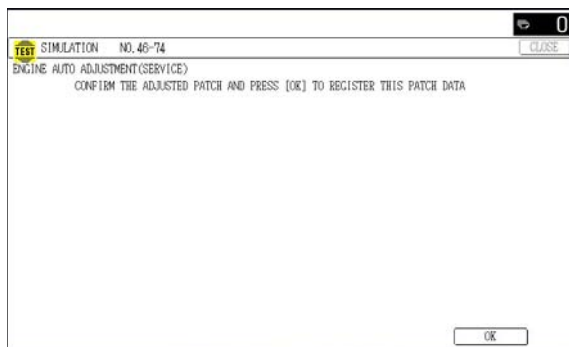 0
TEST SIMULATION NO.46-74 CLOSE
ENGINE AUTO ADJUSTMENT(SERVICE)
CONFIRM THE ADJUSTED PATCH AND PRESS [OK] TO REGISTER THIS PATCH DATA
OK